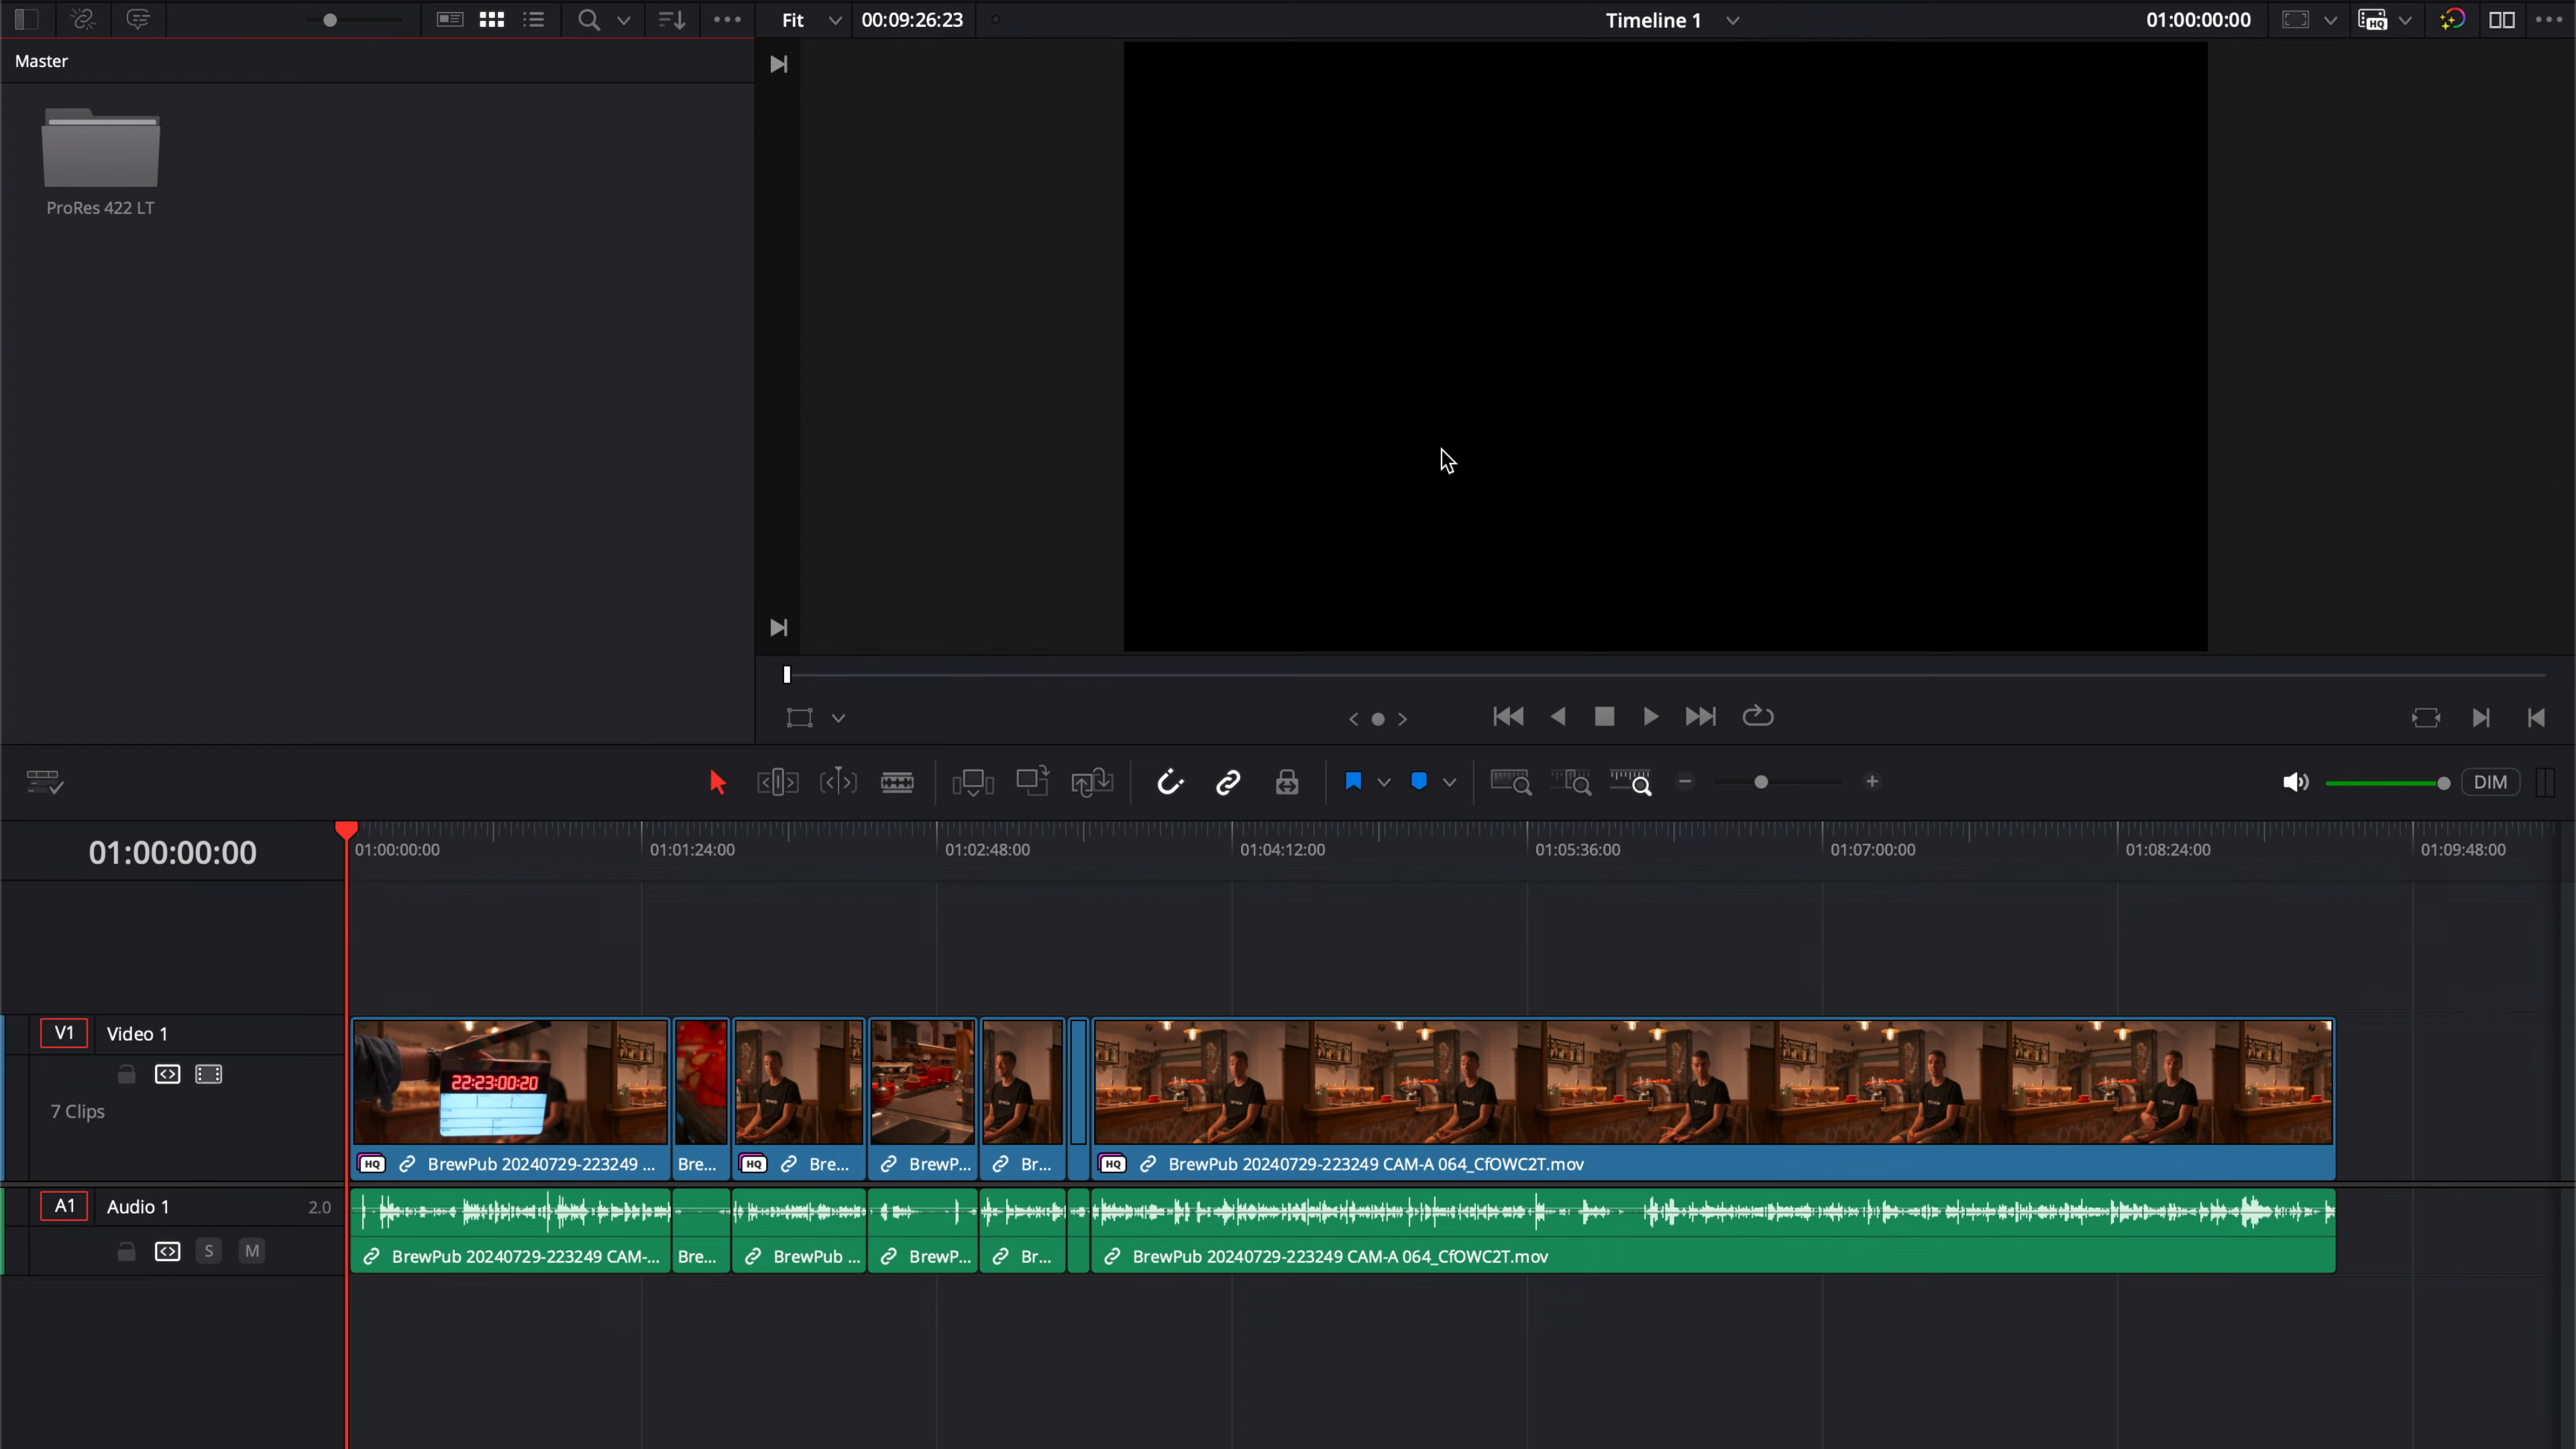 Fit 00:09:26:23 Timeline 1 01:00:00:00 HQ
Master
ProRes 422 LT
DIM
01:00:00:00
01:00:00:00 01:01:24:00 01:02:48:00 01:04:12:00 01:05:36:00 01:07:00:00 01:08:24:00 01:09:48:00
V1 Video 1
7 Clips
22:23:00:20
HQ BrewPub 20240729-223249 ... Bre... HQ Bre... BrewP... Br... HQ BrewPub 20240729-223249 CAM-A 064_CfOWC2T.mov
A1 Audio 1 2.0
S M
BrewPub 20240729-223249 CAM-... Bre... BrewPub ... BrewP... Br... BrewPub 20240729-223249 CAM-A 064_CfOWC2T.mov